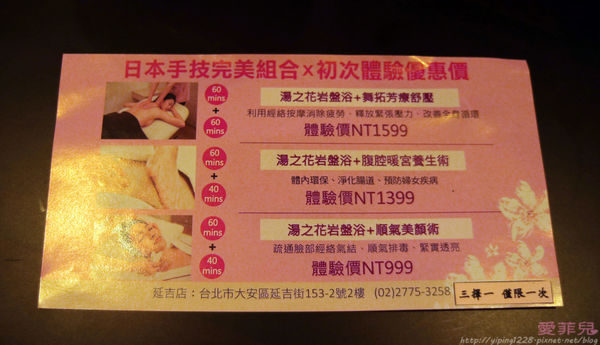 日本手技完美組合x初次體驗優惠價
60
mins
+
60
mins
湯之花岩盤浴+舞拓芳療舒壓
利用經絡按摩消除疲勞、釋放緊張壓力、改善全身循環
體驗價NT1599
60
mins
+
40
mins
湯之花岩盤浴+腹腔暖宮養生術
體內環保、淨化腸道、預防婦女疾病
體驗價NT1399
60
mins
+
40
mins
湯之花岩盤浴+順氣美顏術
疏通臉部經絡氣結、順氣排毒、緊實透亮
體驗價NT999
延吉店：台北市大安區延吉街153-2號2樓 (02)2775-3258
三擇一 僅限一次
愛菲兒
http://yiping1228.pixnet.net/blog